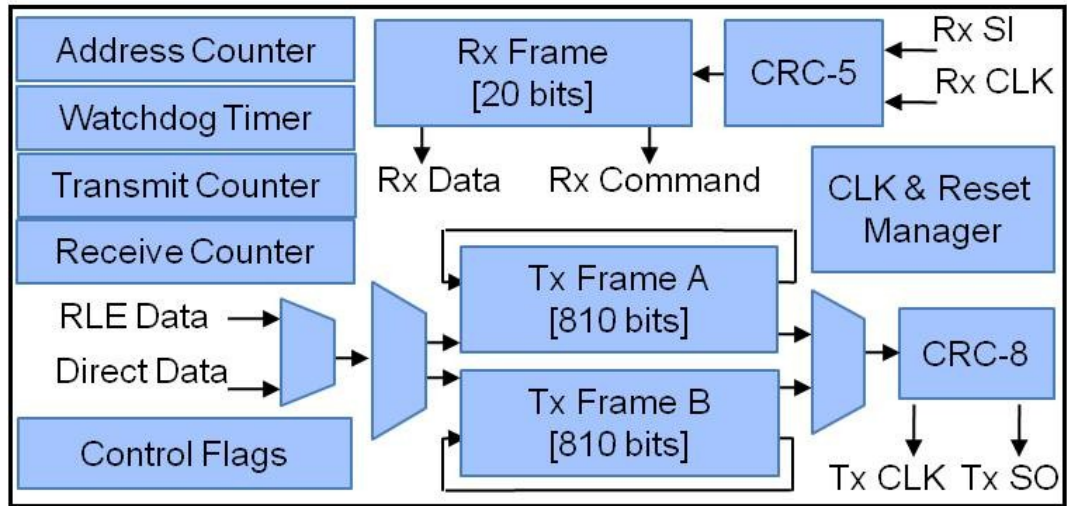 Address Counter
Watchdog Timer
Transmit Counter
Receive Counter
RLE Data
Direct Data
Control Flags
Rx Frame
[20 bits]
CRC-5
Rx SI
Rx CLK
Rx Data
Rx Command
CLK & Reset
Manager
Tx Frame A
[810 bits]
Tx Frame B
[810 bits]
CRC-8
Tx CLK
Tx SO